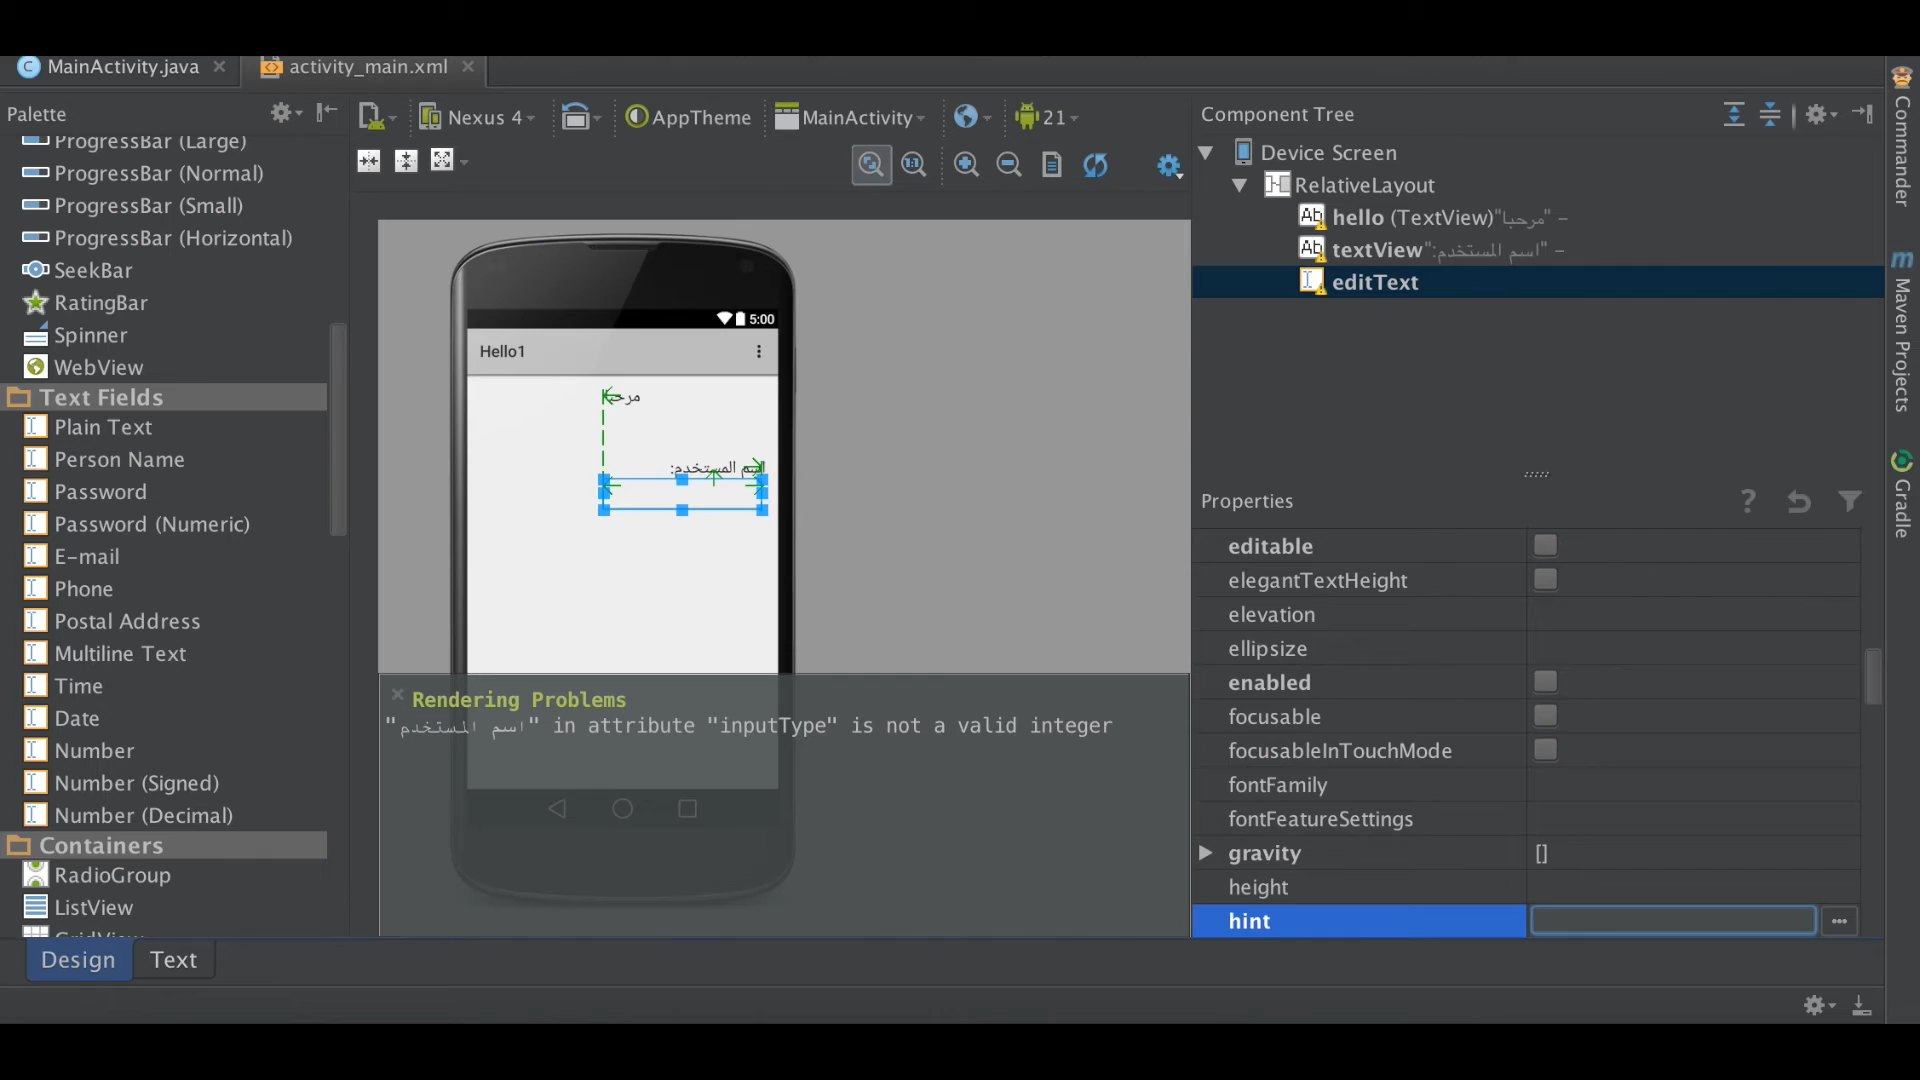 MainActivity.java
activity_main.xml
Palette
Nexus 4
AppTheme
MainActivity
21
ProgressBar (Large)
ProgressBar (Normal)
ProgressBar (Small)
ProgressBar (Horizontal)
SeekBar
RatingBar
Spinner
WebView
Text Fields
Plain Text
Person Name
Password
Password (Numeric)
E-mail
Phone
Postal Address
Multiline Text
Time
Date
Number
Number (Signed)
Number (Decimal)
Containers
RadioGroup
ListView
GridView
Design
Text
5:00
Hello1
مرحبا
اسم المستخدم:
Rendering Problems
"اسم المستخدم" in attribute "inputType" is not a valid integer
Component Tree
Device Screen
RelativeLayout
hello (TextView) - "مرحبا"
textView - "اسم المستخدم:"
editText
Properties
editable
elegantTextHeight
elevation
ellipsize
enabled
focusable
focusableInTouchMode
fontFamily
fontFeatureSettings
gravity []
height
hint
Commander
Maven Projects
Gradle